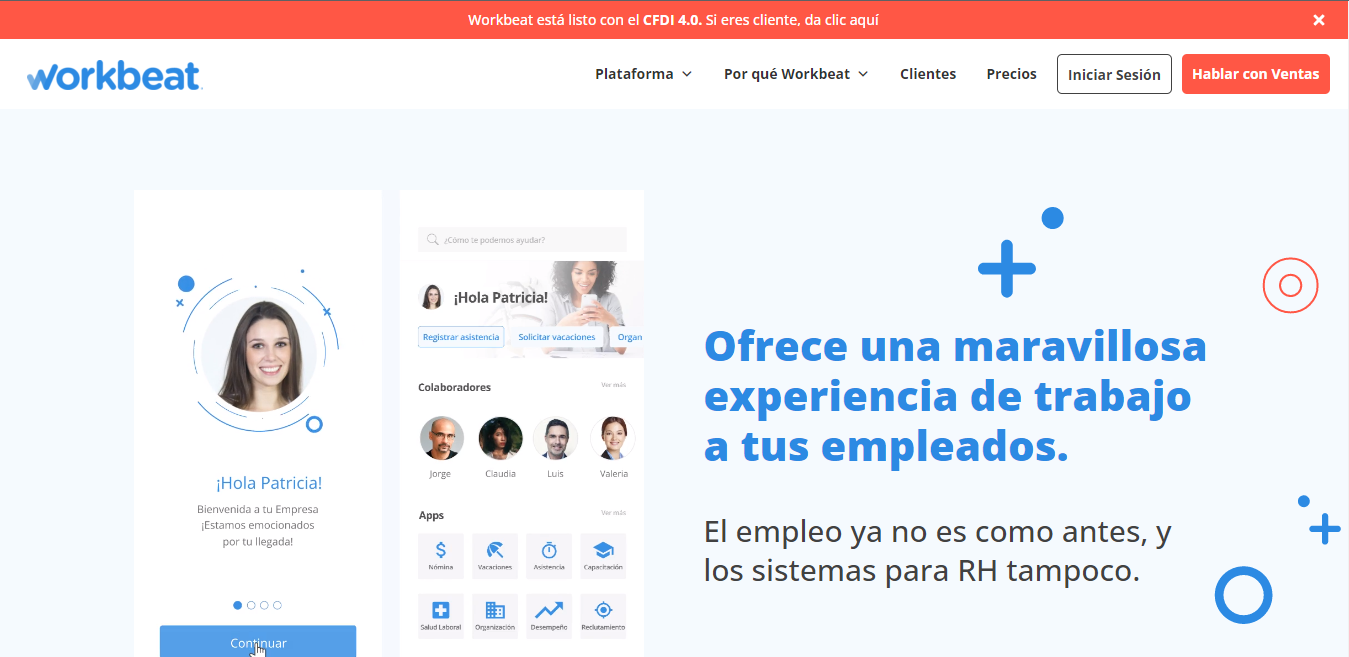 Workbeat está listo con el CFDI 4.0. Si eres cliente, da clic aquí
workbeat.
Plataforma
Por qué Workbeat
Clientes
Precios
Iniciar Sesión
Hablar con Ventas
¡Hola Patricia!
Bienvenida a tu Empresa
¡Estamos emocionados
por tu llegada!
Continuar
¿Cómo te podemos ayudar?
¡Hola Patricia!
Registrar asistencia
Solicitar vacaciones
Organ
Colaboradores
Ver más
Jorge
Claudia
Luis
Valeria
Apps
Ver más
Nómina
Vacaciones
Asistencia
Capacitación
Salud Laboral
Organización
Desempeño
Reclutamiento
Ofrece una maravillosa
experiencia de trabajo
a tus empleados.
El empleo ya no es como antes, y
los sistemas para RH tampoco.